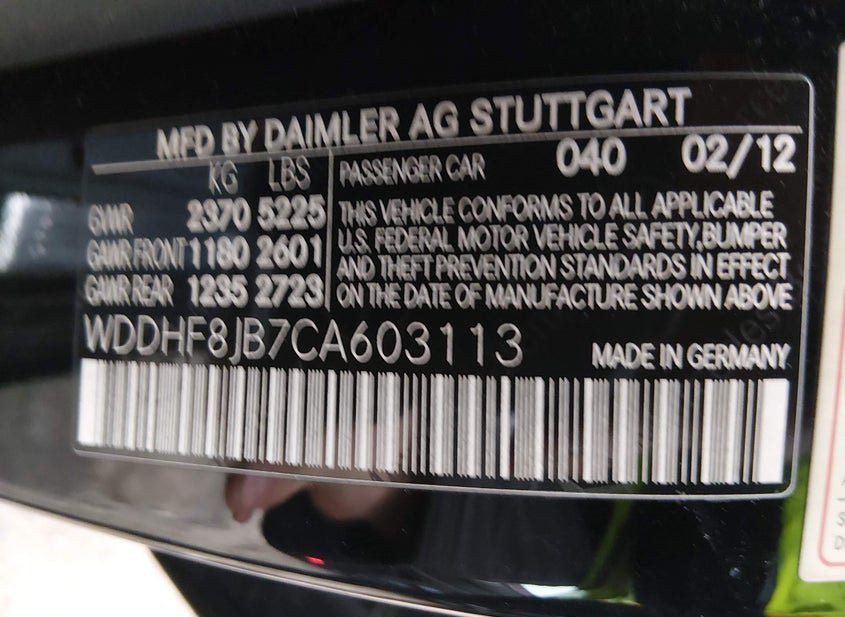 MFD BY DAIMLER AG STUTTGART
KG LBS
GVWR 2370 5225
GAWR FRONT 1180 2601
GAWR REAR 1235 2723
PASSENGER CAR 040 02/12
THIS VEHICLE CONFORMS TO ALL APPLICABLE
U.S. FEDERAL MOTOR VEHICLE SAFETY,BUMPER
AND THEFT PREVENTION STANDARDS IN EFFECT
ON THE DATE OF MANUFACTURE SHOWN ABOVE
WDDHF8JB7CA603113
MADE IN GERMANY